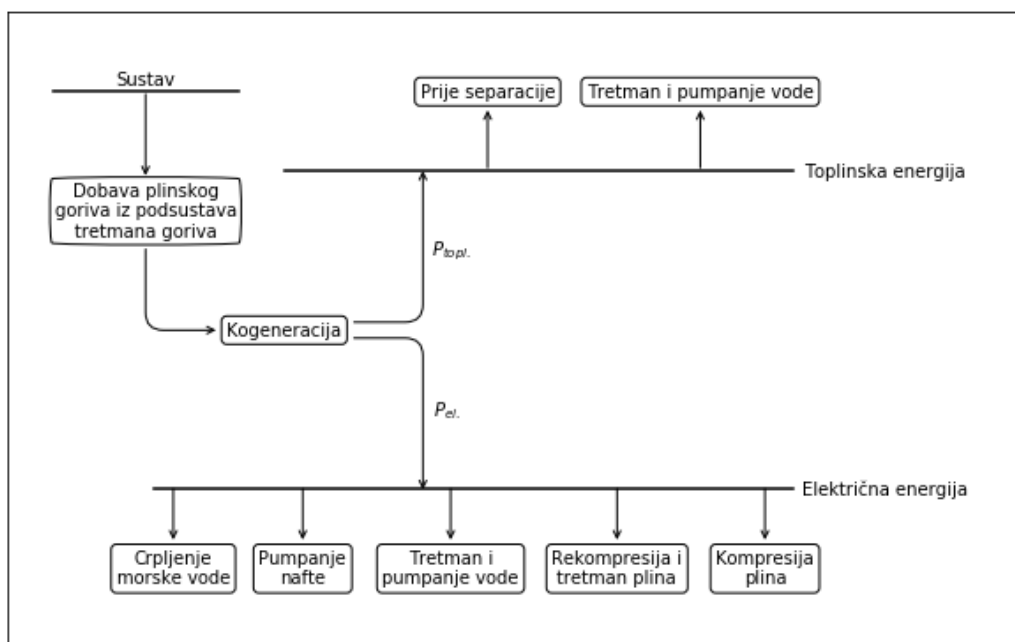 Sustav
Prije separacije
Tretman i pumpanje vode
Toplinska energija
Dobava plinskog
goriva iz podsustava
tretmana goriva
P_topl.
Kogeneracija
P_el.
Električna energija
Crpljenje
morske vode
Pumpanje
nafte
Tretman i
pumpanje vode
Rekompresija i
tretman plina
Kompresija
plina